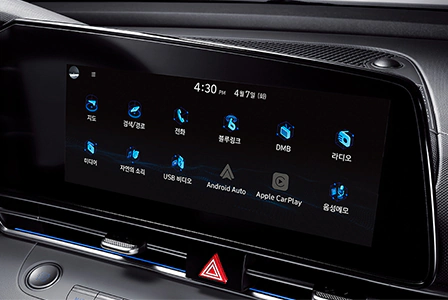 4:30 PM 4월 7일 (화)
지도 검색/경로 전화 블루링크 DMB 라디오
미디어 자연의 소리 USB 비디오 Android Auto Apple CarPlay 음성메모